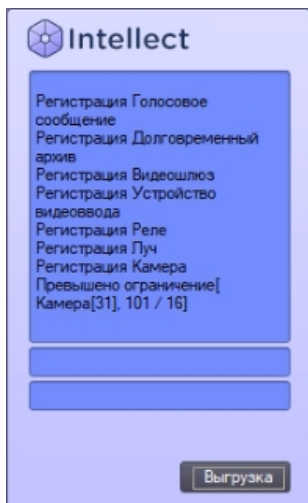 Intellect
Регистрация Голосовое
сообщение
Регистрация Долговременный
архив
Регистрация Видеошлюз
Регистрация Устройство
видеоввода
Регистрация Реле
Регистрация Луч
Регистрация Камера
Превышено ограничение[
Камера[31], 101 / 16]
Выгрузка